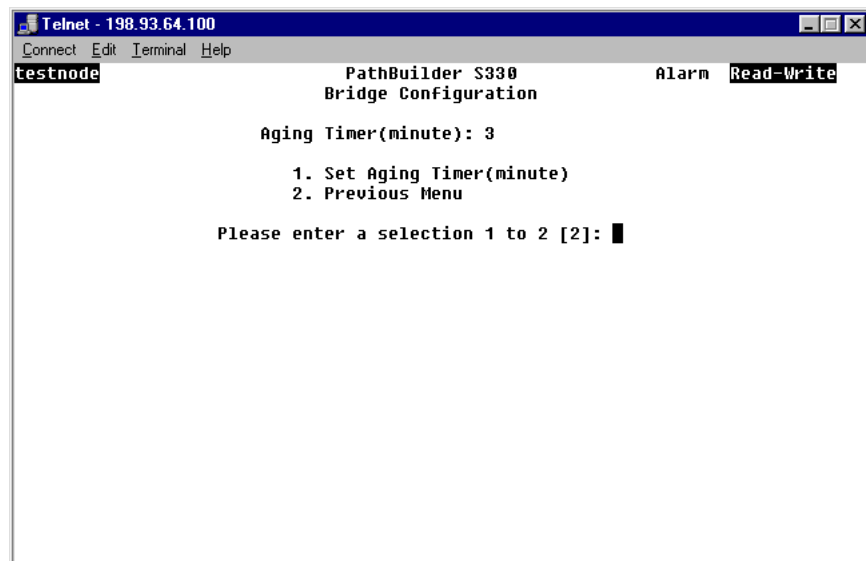 Telnet - 198.93.64.100
Connect Edit Terminal Help
testnode PathBuilder S330 Alarm Read-Write
Bridge Configuration
Aging Timer(minute): 3
1. Set Aging Timer(minute)
2. Previous Menu
Please enter a selection 1 to 2 [2]: